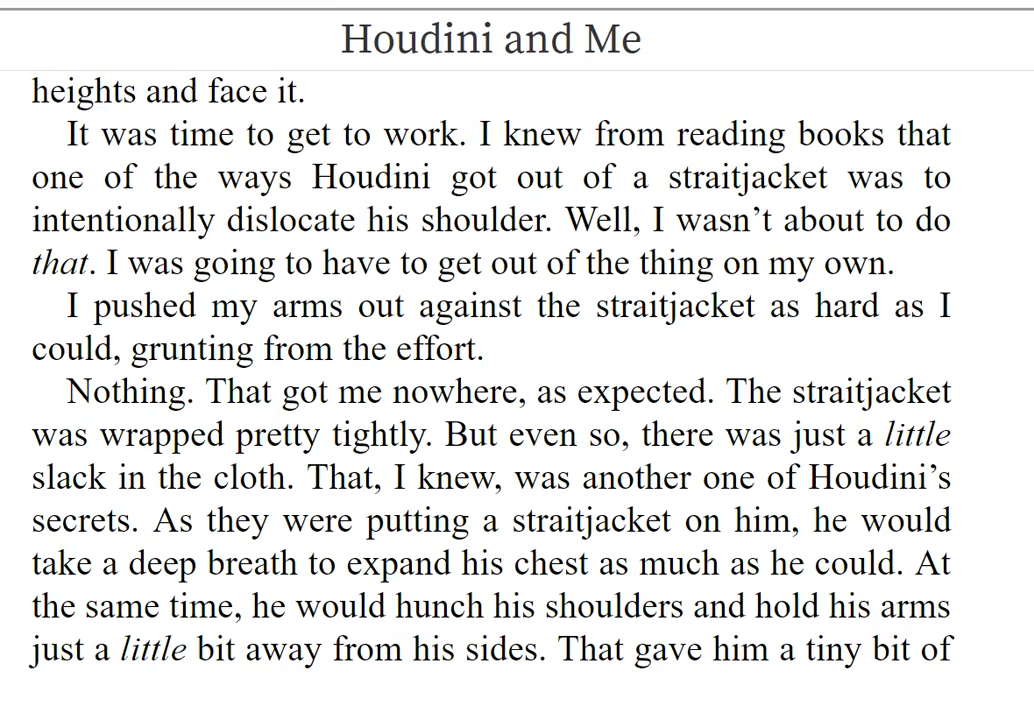 Houdini and Me
heights and face it.
It was time to get to work. I knew from reading books that
one of the ways Houdini got out of a straitjacket was to
intentionally dislocate his shoulder. Well, I wasn’t about to do
that. I was going to have to get out of the thing on my own.
I pushed my arms out against the straitjacket as hard as I
could, grunting from the effort.
Nothing. That got me nowhere, as expected. The straitjacket
was wrapped pretty tightly. But even so, there was just a little
slack in the cloth. That, I knew, was another one of Houdini’s
secrets. As they were putting a straitjacket on him, he would
take a deep breath to expand his chest as much as he could. At
the same time, he would hunch his shoulders and hold his arms
just a little bit away from his sides. That gave him a tiny bit of